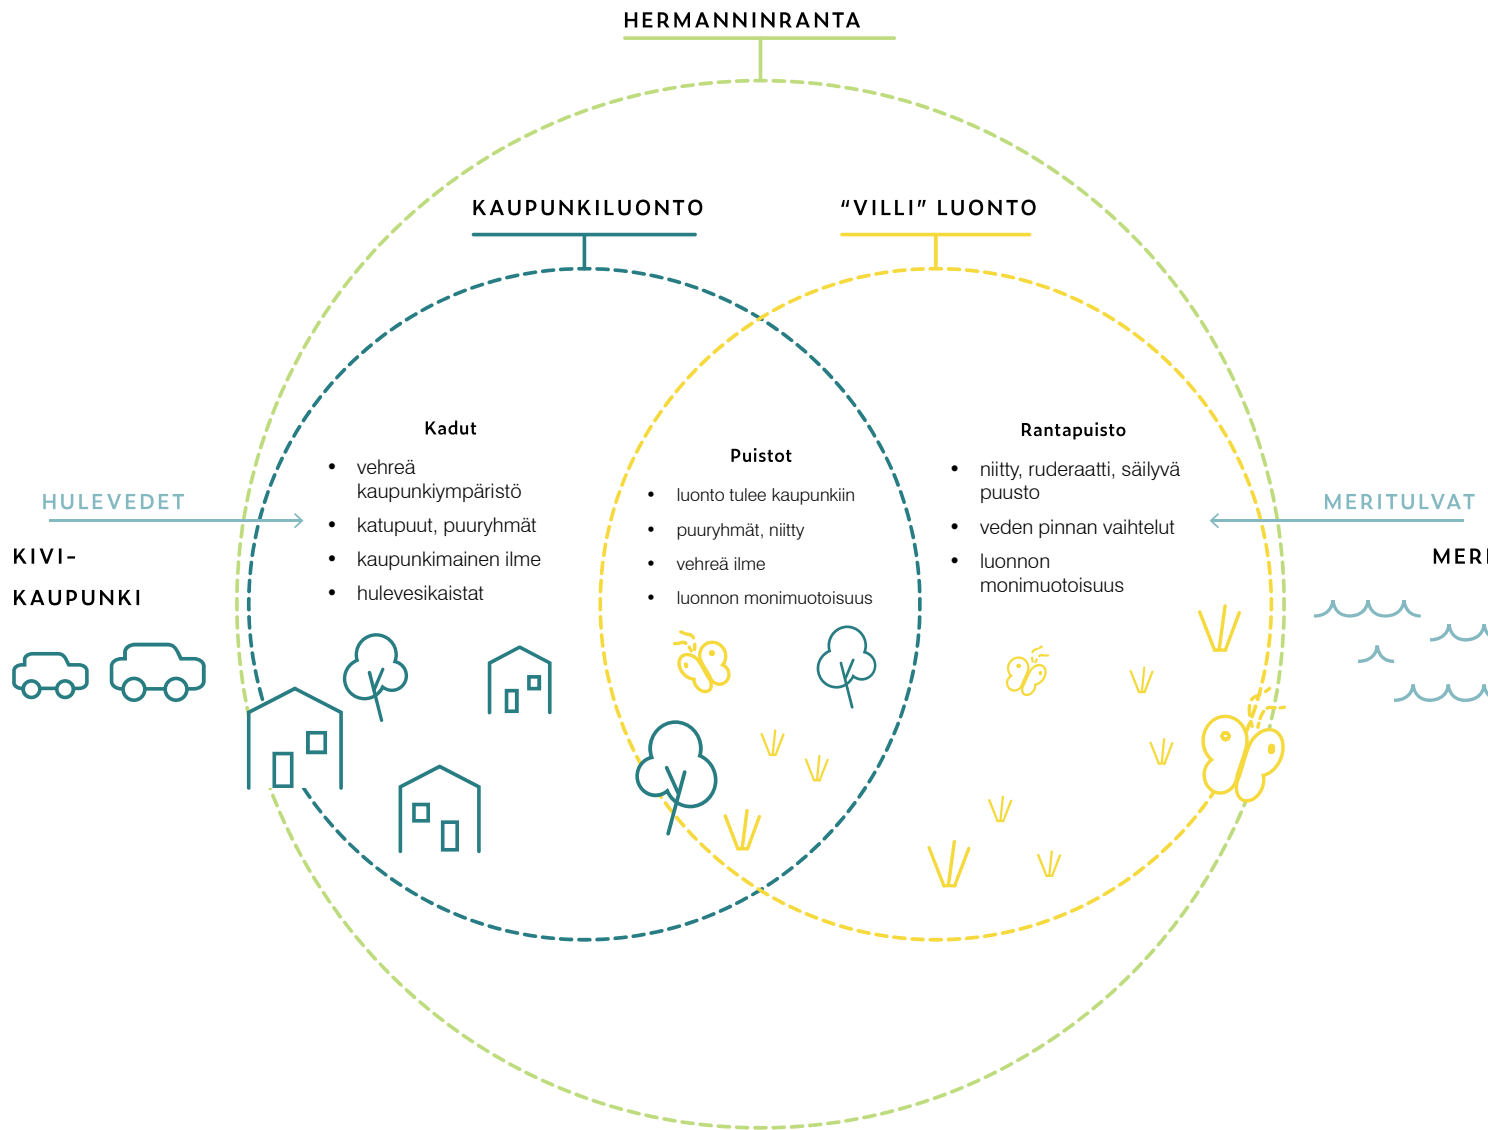 HERMANNINRANTA
KAUPUNKILUONTO
“VILLI” LUONTO
HULEVEDET
KIVI-
KAUPUNKI
Kadut
• vehreä
kaupunkiympäristö
• katupuut, puuryhmät
• kaupunkimainen ilme
• hulevesikaistat
Puistot
• luonto tulee kaupunkiin
• puuryhmät, niitty
• vehreä ilme
• luonnon monimuotoisuus
Rantapuisto
• niitty, ruderaatti, säilyvä
puusto
• veden pinnan vaihtelut
• luonnon
monimuotoisuus
MERITULVAT
MERI